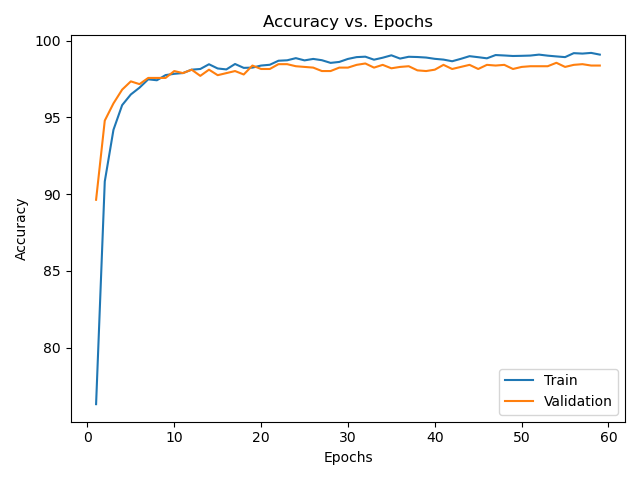 Accuracy vs. Epochs
100
95
90
85
80
Accuracy
0 10 20 30 40 50 60
Epochs
Train
Validation